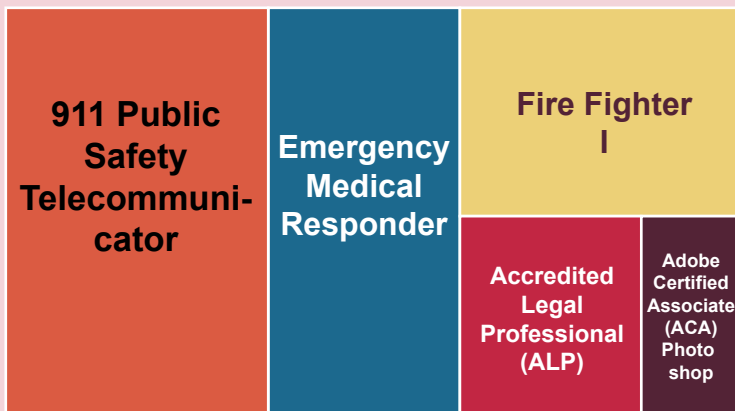 911 Public
Safety
Telecommuni-
cator
Emergency
Medical
Responder
Fire Fighter
I
Accredited
Legal
Professional
(ALP)
Adobe
Certified
Associate
(ACA)
Photo
shop